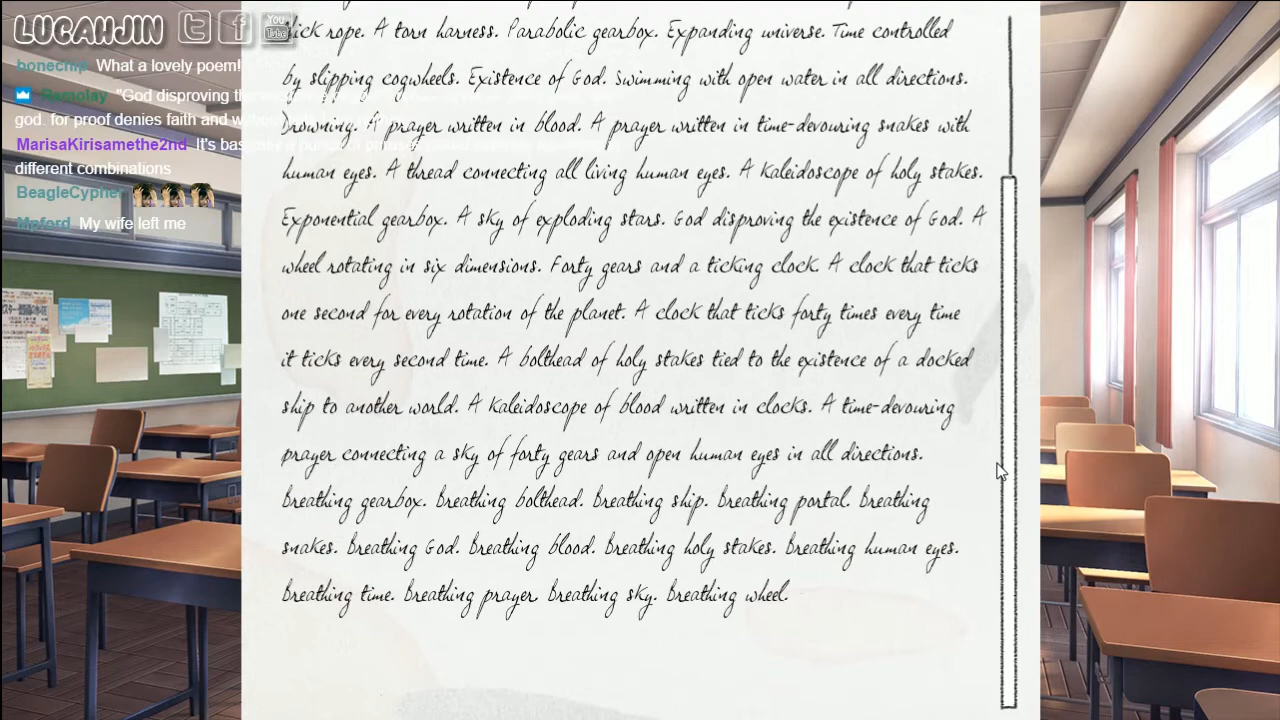 LUCAHJIN You Tube
bonechip What a lovely poem!
Remolay "God disproving the
god. for proof denies faith and
MarisaKirisamethe2nd It's
different combinations
BeagleCypher
Mpford My wife left me
rope. A torn harness. Parabolic gearbox. Expanding universe. Time controlled
by slipping cogwheels. Existence of God. Swimming with open water in all directions.
Drowning. A prayer written in blood. A prayer written in time-devouring snakes with
human eyes. A thread connecting all living human eyes. A kaleidoscope of holy stakes.
Exponential gearbox. A sky of exploding stars. God disproving the existence of God. A
wheel rotating in six dimensions. Forty gears and a ticking clock. A clock that ticks
one second for every rotation of the planet. A clock that ticks forty times every time
it ticks every second time. A bolthead of holy stakes tied to the existence of a docked
ship to another world. A kaleidoscope of blood written in clocks. A time-devouring
prayer connecting a sky of forty gears and open human eyes in all directions.
Breathing gearbox. Breathing bolthead. Breathing ship. Breathing portal. Breathing
snakes. Breathing God. Breathing blood. Breathing holy stakes. Breathing human eyes.
Breathing time. Breathing prayer. Breathing sky. Breathing wheel.